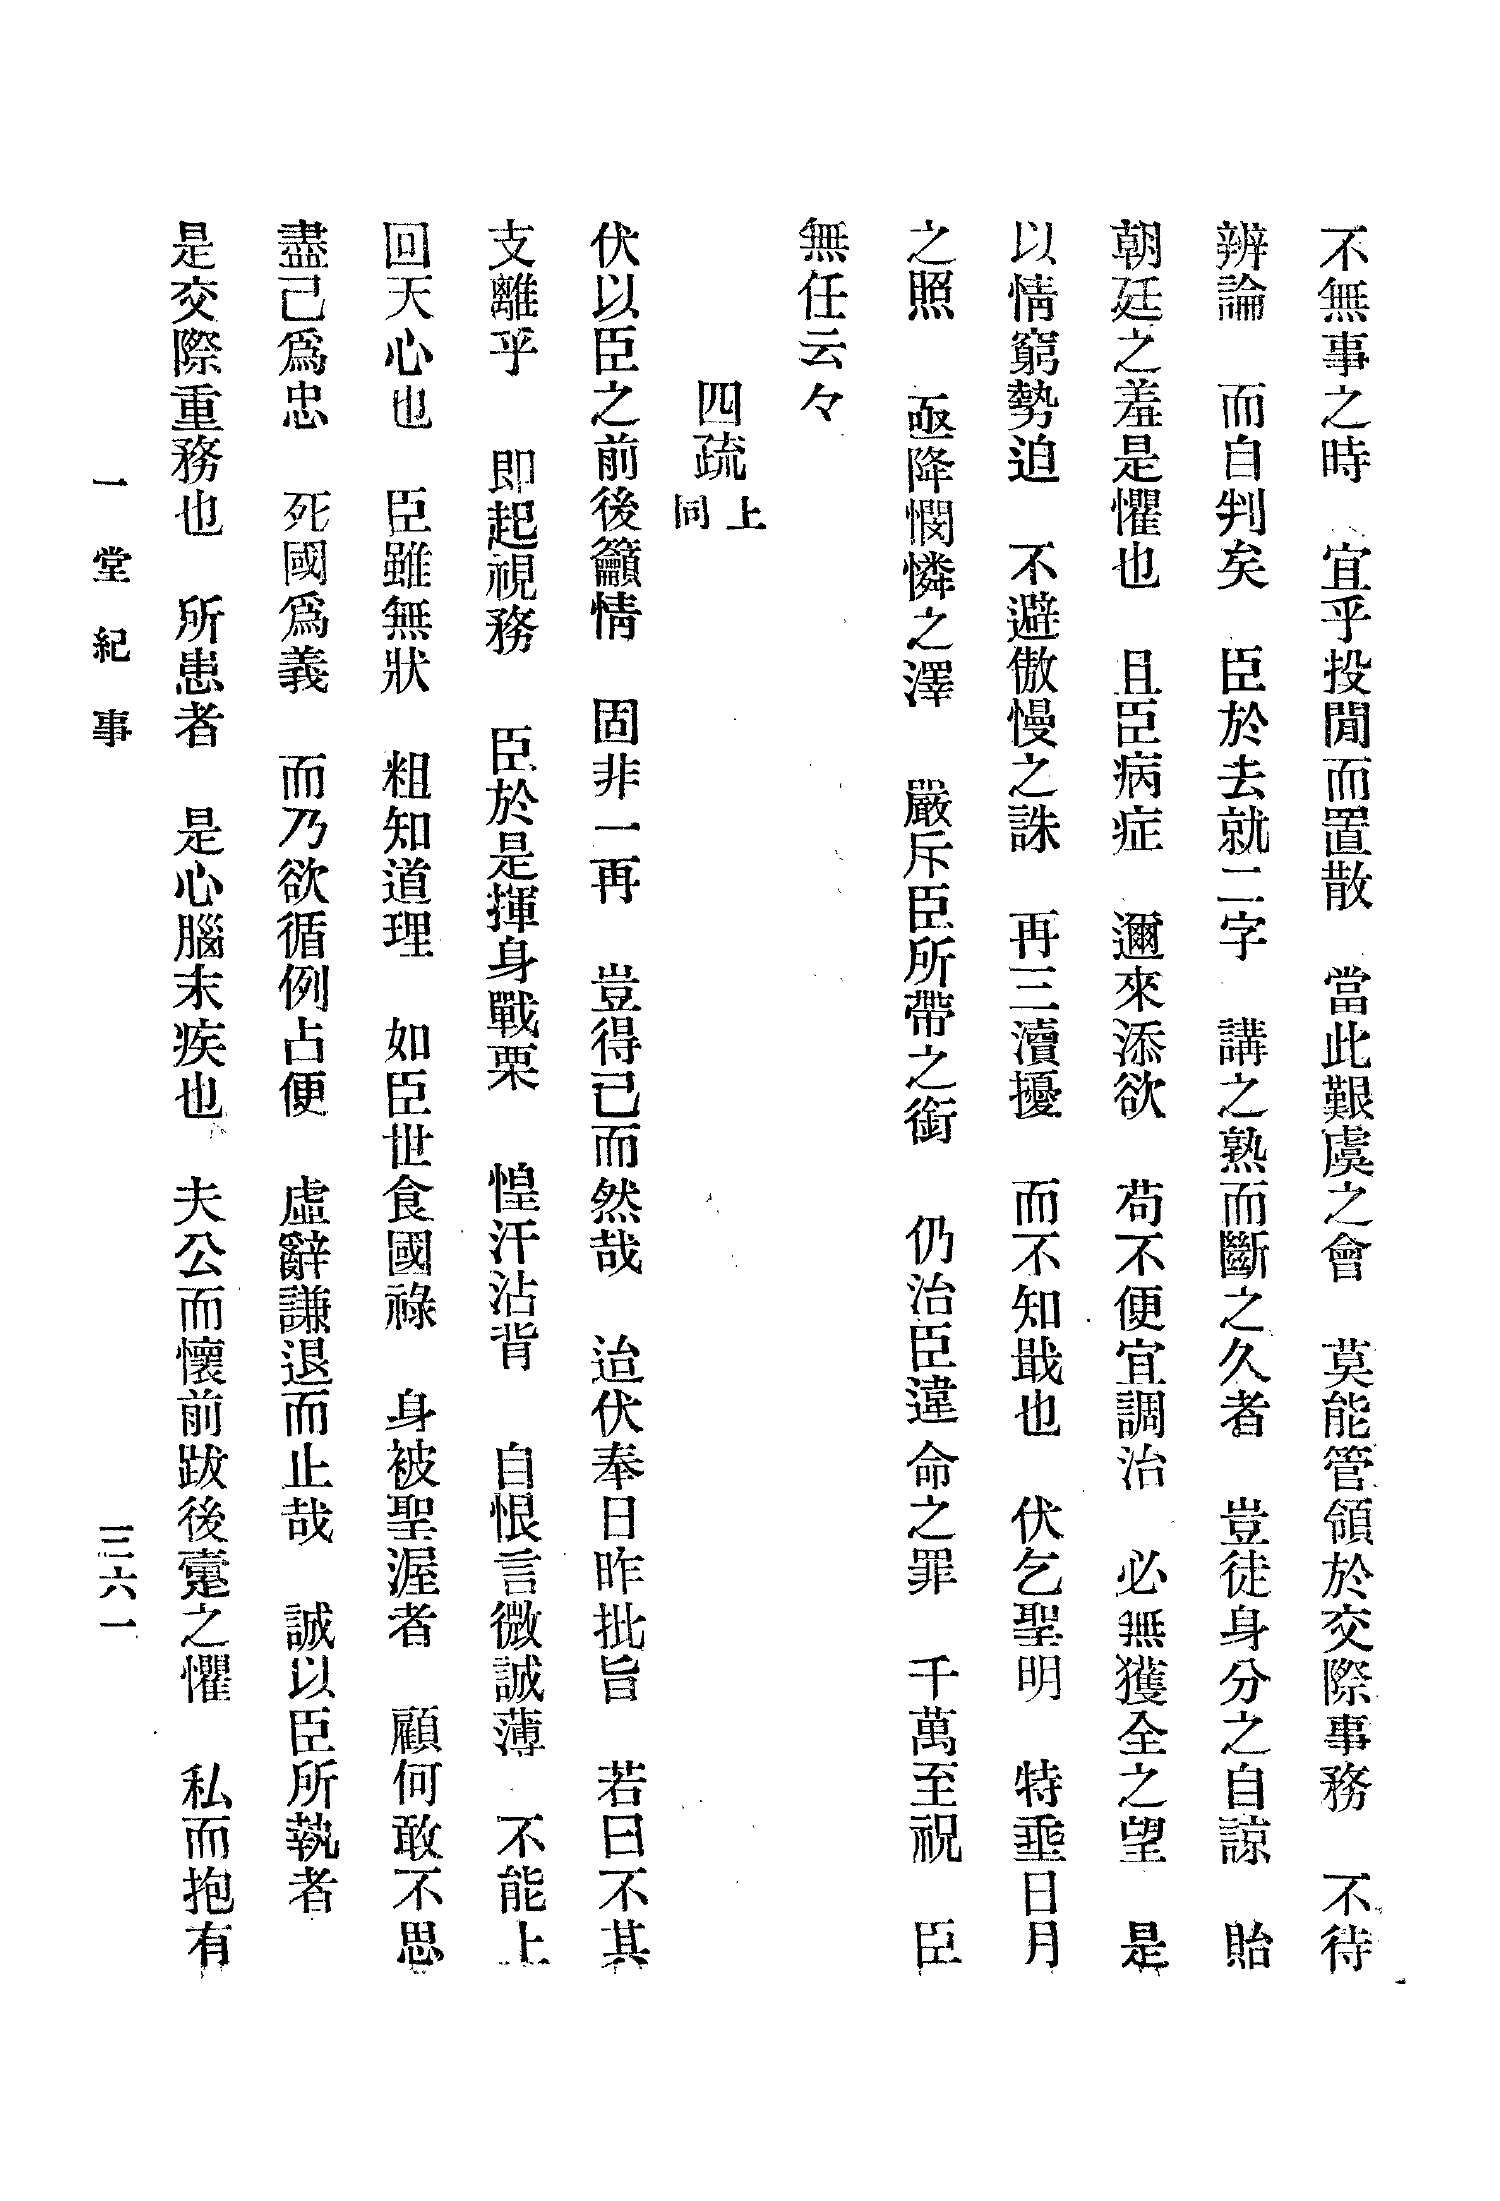 不無事之時　宜乎投閒而置散　當此艱虞之會　莫能管領於交際事務　不待
辨論　而自判矣　臣於去就二字　講之熟而斷之久者　豈徒身分之自諒　貽
朝廷之羞是懼也　且臣病症　邇來添欲　苟不便宜調治　必無獲全之望　是
以情窮勢迫　不避傲慢之誅　再三瀆擾　而不知戢也　伏乞聖明　特垂日月
之照　亟降憫憐之澤　嚴斥臣所帶之銜　仍治臣違命之罪　千萬至祝　臣
無任云々
四疏 上同
伏以臣之前後籲情　固非一再　豈得已而然哉　迨伏奉日昨批旨　若曰不其
支離乎　即起視務　臣於是揮身戰栗　惶汗沾背　自恨言微誠薄　不能上
回天心也　臣雖無狀　粗知道理　如臣世食國祿　身被聖渥者　顧何敢不思
盡己爲忠　死國爲義　而乃欲循例占便　虛辭謙退而止哉　誠以臣所執者
是交際重務也　所患者　是心腦末疾也　夫公而懷前跋後疐之懼　私而抱有
一堂紀事
三六一